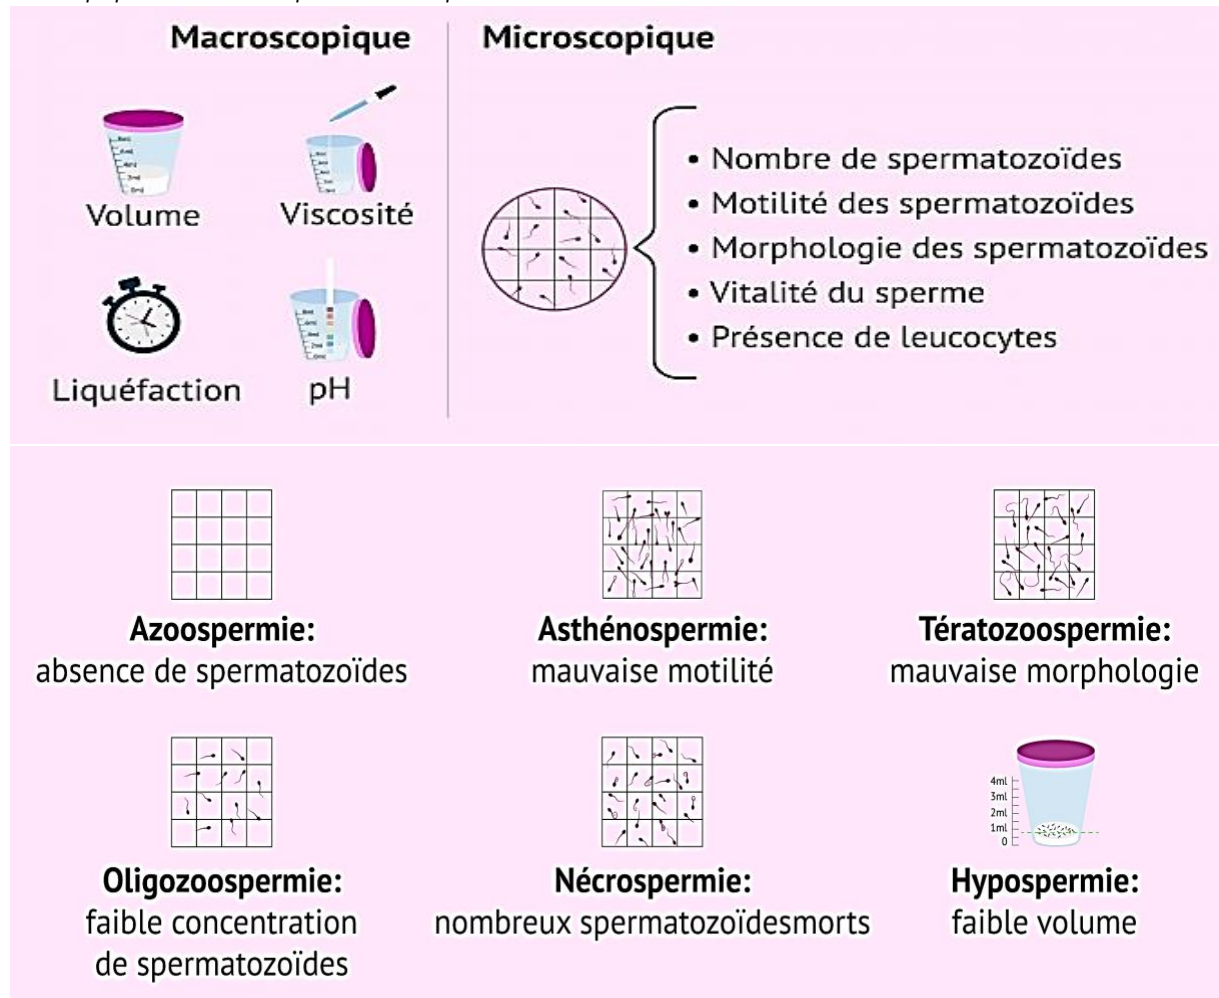 Macroscopique
Microscopique
Volume
Viscosité
Liquéfaction
pH
• Nombre de spermatozoïdes
• Motilité des spermatozoïdes
• Morphologie des spermatozoïdes
• Vitalité du sperme
• Présence de leucocytes
Azoospermie:
absence de spermatozoïdes
Asthénospermie:
mauvaise motilité
Tératozoospermie:
mauvaise morphologie
Oligozoospermie:
faible concentration
de spermatozoïdes
Nécrospermie:
nombreux spermatozoïdesmorts
4ml
3ml
2ml
1ml
0
Hypospermie:
faible volume